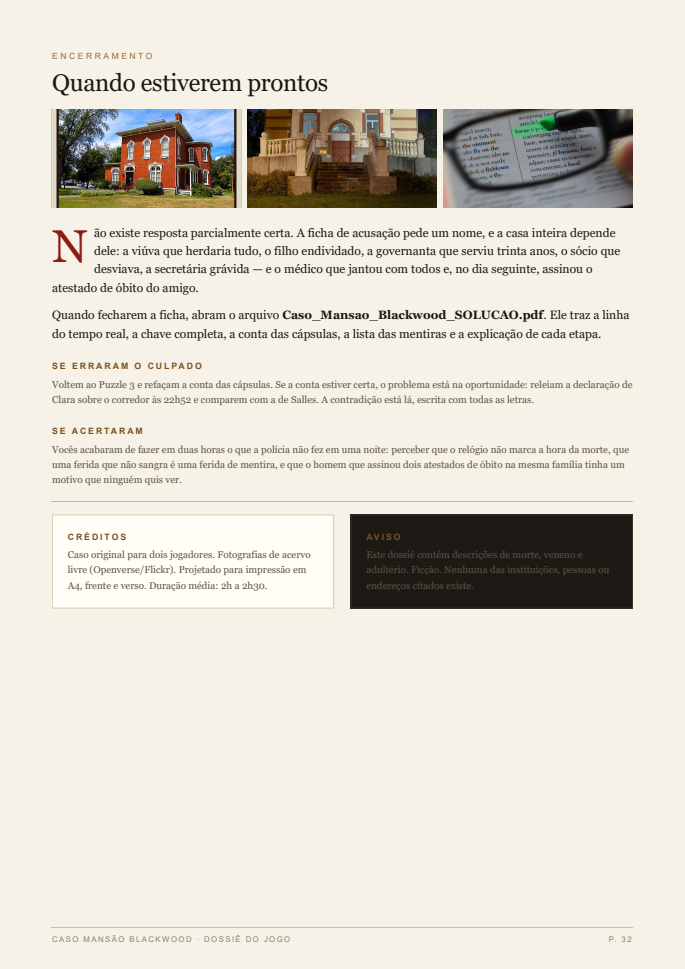 ENCERRAMENTO
Quando estiverem prontos
Não existe resposta parcialmente certa. A ficha de acusação pede um nome, e a casa inteira depende
dele: a viúva que herdaria tudo, o filho endividado, a governanta que serviu trinta anos, o sócio que
desviava, a secretária grávida — e o médico que jantou com todos e, no dia seguinte, assinou o
atestado de óbito do amigo.
Quando fecharem a ficha, abram o arquivo Caso_Mansao_Blackwood_SOLUCAO.pdf. Ele traz a linha
do tempo real, a chave completa, a conta das cápsulas, a lista das mentiras e a explicação de cada etapa.
SE ERRARAM O CULPADO
Voltem ao Puzzle 3 e refaçam a conta das cápsulas. Se a conta estiver certa, o problema está na oportunidade: releiam a declaração de
Clara sobre o corredor às 22h52 e comparem com a de Salles. A contradição está lá, escrita com todas as letras.
SE ACERTARAM
Vocês acabaram de fazer em duas horas o que a polícia não fez em uma noite: perceber que o relógio não marca a hora da morte, que
uma ferida que não sangra é uma ferida de mentira, e que o homem que assinou dois atestados de óbito na mesma família tinha um
motivo que ninguém quis ver.
CRÉDITOS
Caso original para dois jogadores. Fotografias de acervo
livre (Openverse/Flickr). Projetado para impressão em
A4, frente e verso. Duração média: 2h a 2h30.
AVISO
Este dossiê contém descrições de morte, veneno e
adultério. Ficção. Nenhuma das instituições, pessoas ou
endereços citados existe.
CASO MANSÃO BLACKWOOD · DOSSIÊ DO JOGO
P. 32